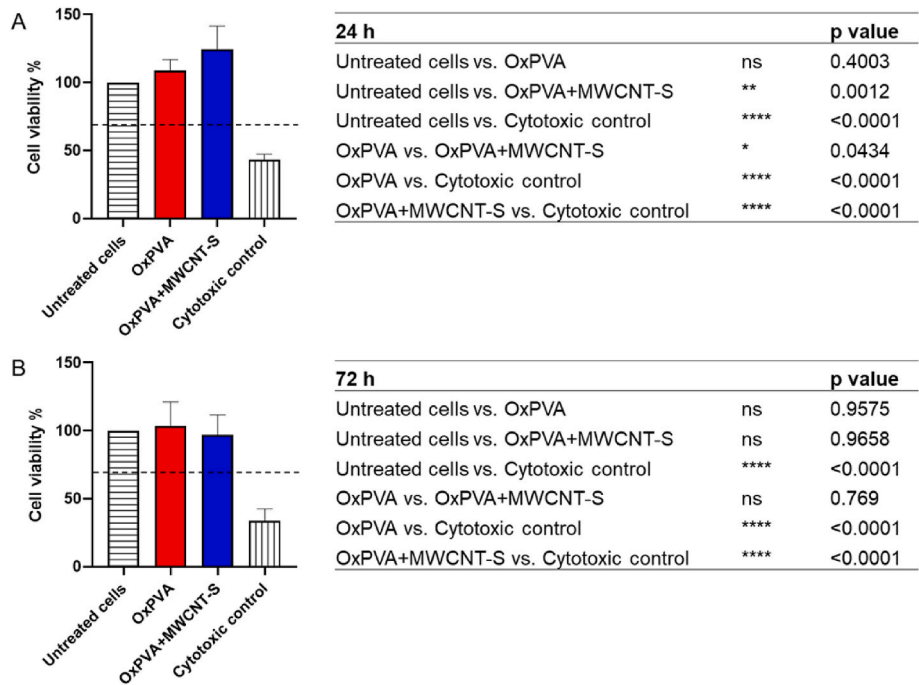 A
150
100
50
0
Cell viability %
Untreated cells
OxPVA
OxPVA+MWCNT-S
Cytotoxic control
24 h p value
Untreated cells vs. OxPVA ns 0.4003
Untreated cells vs. OxPVA+MWCNT-S ** 0.0012
Untreated cells vs. Cytotoxic control **** <0.0001
OxPVA vs. OxPVA+MWCNT-S * 0.0434
OxPVA vs. Cytotoxic control **** <0.0001
OxPVA+MWCNT-S vs. Cytotoxic control **** <0.0001
B
150
100
50
0
Cell viability %
Untreated cells
OxPVA
OxPVA+MWCNT-S
Cytotoxic control
72 h p value
Untreated cells vs. OxPVA ns 0.9575
Untreated cells vs. OxPVA+MWCNT-S ns 0.9658
Untreated cells vs. Cytotoxic control **** <0.0001
OxPVA vs. OxPVA+MWCNT-S ns 0.769
OxPVA vs. Cytotoxic control **** <0.0001
OxPVA+MWCNT-S vs. Cytotoxic control **** <0.0001